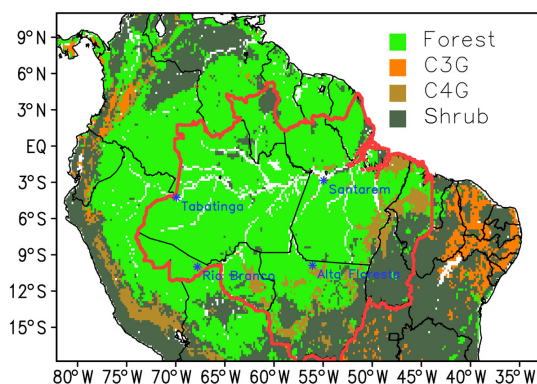 9°N
6°N
3°N
EQ
3°S
6°S
9°S
12°S
15°S
Forest
C3G
C4G
Shrub
Santarem
Tabatinga
Rio Branco
Alta Floresta
80°W 75°W 70°W 65°W 60°W 55°W 50°W 45°W 40°W 35°W